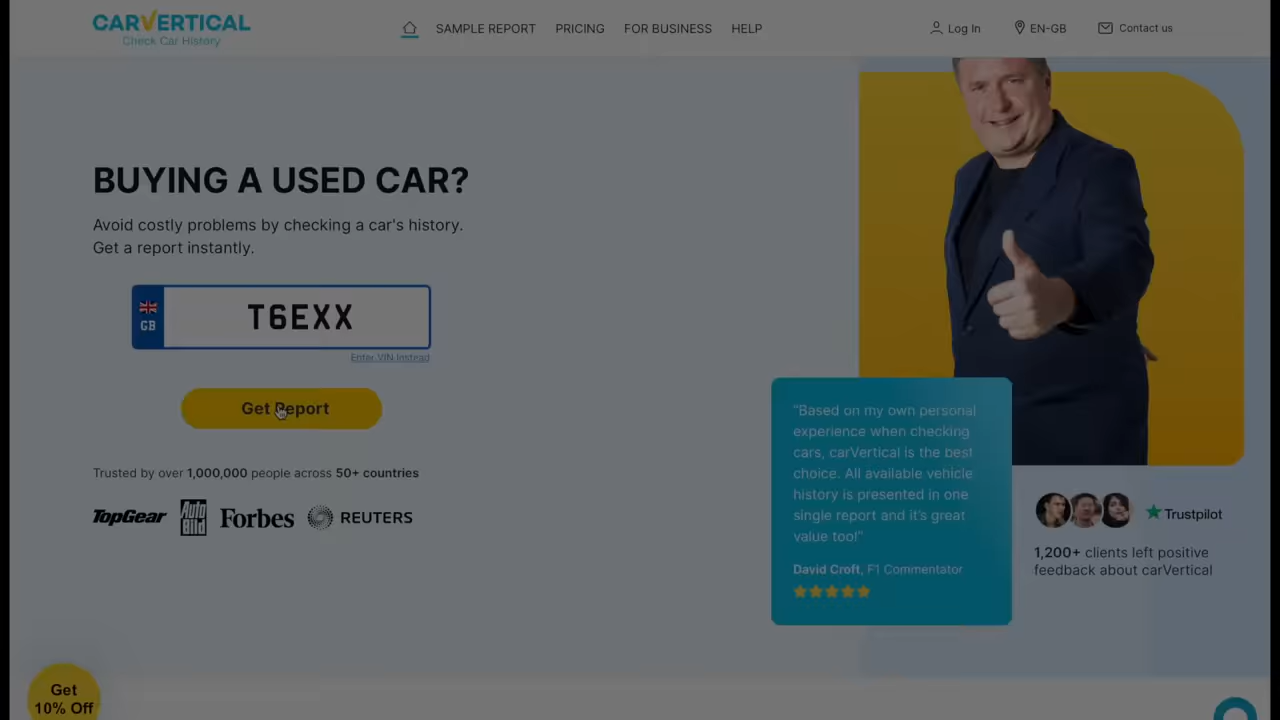 CARVERTICAL
Check Car History
SAMPLE REPORT
PRICING
FOR BUSINESS
HELP
Log In
EN-GB
Contact us
BUYING A USED CAR?
Avoid costly problems by checking a car's history.
Get a report instantly.
GB
T6EXX
Enter VIN Instead
Get Report
Trusted by over 1,000,000 people across 50+ countries
TopGear
Auto
Bild
Forbes
REUTERS
"Based on my own personal
experience when checking
cars, carVertical is the best
choice. All available vehicle
history is presented in one
single report and it's great
value too!"
David Croft, F1 Commentator
Trustpilot
1,200+ clients left positive
feedback about carVertical
Get
10% Off